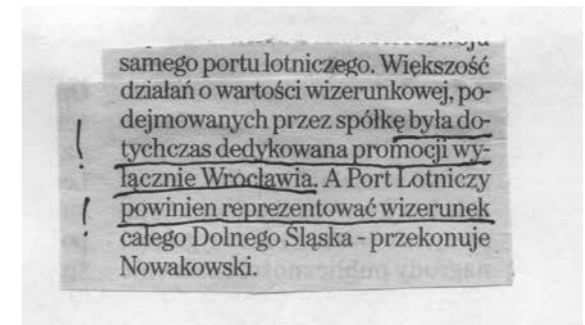 samego portu lotniczego. Większość
działań o wartości wizerunkowej, po-
dejmowanych przez spółkę była do-
tychczas dedykowana promocji wy-
łącznie Wrocławia. A Port Lotniczy
powinien reprezentować wizerunek
całego Dolnego Śląska - przekonuje
Nowakowski.